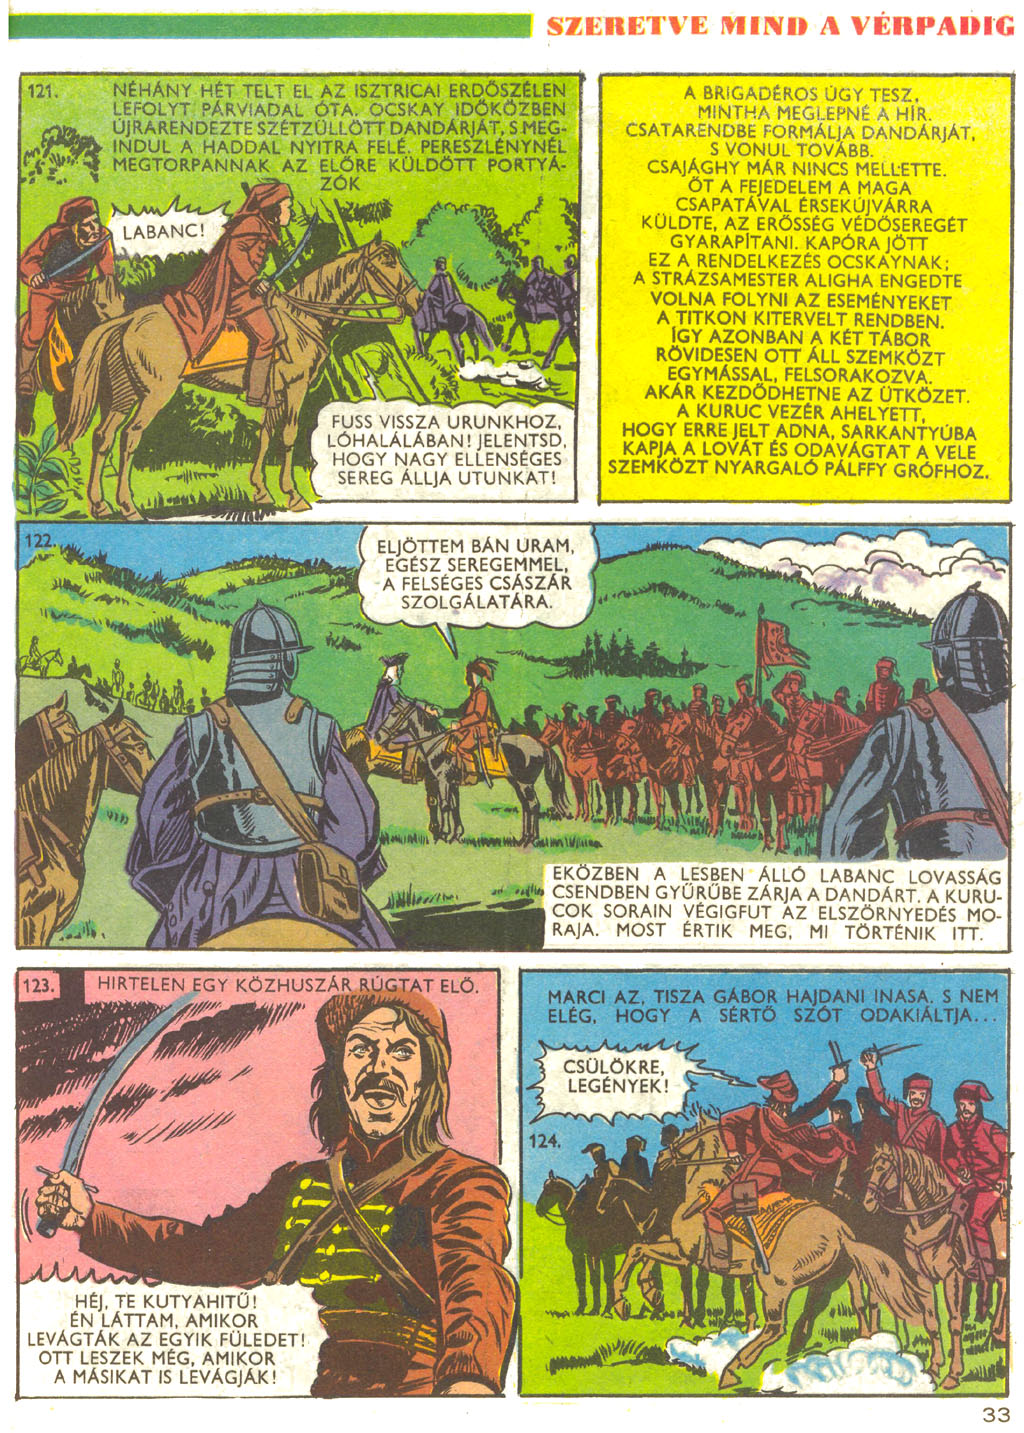 SZERETVE MIND A VÉRPADIG
121. NÉHÁNY HÉT TELT EL AZ ISZTRICAI ERDŐSZÉLEN
LEFOLYT PÁRVIADAL ÓTA. OCSKAY IDŐKÖZBEN
ÚJRARENDEZTE SZÉTZÜLLÖTT DANDÁRJÁT, S MEG-
INDUL A HADDAL NYITRA FELÉ. PERESZLÉNYNÉL
MEGTORPANNAK AZ ELŐRE KÜLDÖTT PORTYÁ-
ZÓK
LABANC!
FUSS VISSZA URUNKHOZ,
LÓHALÁLÁBAN! JELENTSD,
HOGY NAGY ELLENSÉGES
SEREG ÁLLJA UTUNKAT!
A BRIGADÉROS ÚGY TESZ,
MINTHA MEGLEPNÉ A HÍR.
CSATARENDBE FORMÁLJA DANDÁRJÁT,
S VONUL TOVÁBB.
CSAJÁGHY MÁR NINCS MELLETTE.
ŐT A FEJEDELEM A MAGA
CSAPATÁVAL ÉRSEKÚJVÁRRA
KÜLDTE, AZ ERŐSSÉG VÉDŐSEREGÉT
GYARAPÍTANI. KAPÓRA JÖTT
EZ A RENDELKEZÉS OCSKAYNAK;
A STRÁZSAMESTER ALIGHA ENGEDTE
VOLNA FOLYNI AZ ESEMÉNYEKET
A TITKON KITERVELT RENDBEN.
ÍGY AZONBAN A KÉT TÁBOR
RÖVIDESEN OTT ÁLL SZEMKÖZT
EGYMÁSSAL, FELSORAKOZVA.
AKÁR KEZDŐDHETNE AZ ÜTKÖZET.
A KURUC VEZÉR AHELYETT,
HOGY ERRE JELT ADNA, SARKANTYÚBA
KAPJA A LOVÁT ÉS ODAVÁGTAT A VELE
SZEMKÖZT NYARGALÓ PÁLFFY GRÓFHOZ.
122.
ELJÖTTEM BÁN URAM,
EGÉSZ SEREGEMMEL,
A FELSÉGES CSÁSZÁR
SZOLGÁLATÁRA.
EKÖZBEN A LESBEN ÁLLÓ LABANC LOVASSÁG
CSENDBEN GYŰRŰBE ZÁRJA A DANDÁRT. A KURU-
COK SORAIN VÉGIGFUT AZ ELSZÖRNYEDÉS MO-
RAJA. MOST ÉRTIK MEG, MI TÖRTÉNIK ITT.
123. HIRTELEN EGY KÖZHUSZÁR RÚGTAT ELŐ.
HÉJ, TE KUTYAHITŰ!
ÉN LÁTTAM, AMIKOR
LEVÁGTÁK AZ EGYIK FÜLEDET!
OTT LESZEK MÉG, AMIKOR
A MÁSIKAT IS LEVÁGJÁK!
MARCI AZ, TISZA GÁBOR HAJDANI INASA. S NEM
ELÉG, HOGY A SÉRTŐ SZÓT ODAKIÁLTJA...
CSÜLÖKRE,
LEGÉNYEK!
124.
33